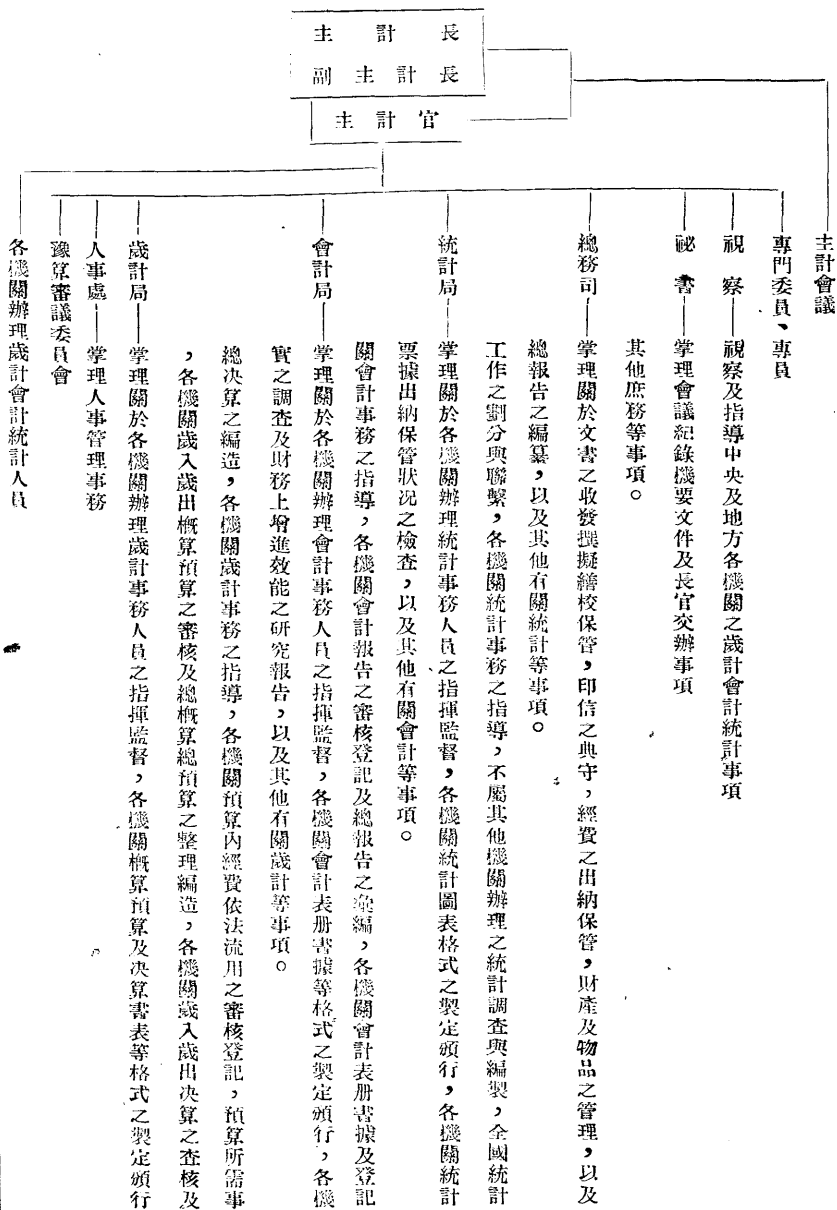 主計長
副主計長
主計官
主計會議
專門委員、專員
視察——視察及指導中央及地方各機關之歲計會計統計事項
祕書——掌理會議紀錄機要文件及長官交辦事項
其他庶務等事項。
總務司——掌理關於文書之收發撰擬繕校保管，印信之典守，經費之出納保管，財產及物品之管理，以及
總報告之編纂，以及其他有關統計等事項。
工作之劃分與聯繫，各機關統計事務之指導，不屬其他機關辦理之統計調查與編製，全國統計
統計局——掌理關於各機關辦理統計事務人員之指揮監督，各機關統計圖表格式之製定頒行，各機關統計
票據出納保管狀况之檢查，以及其他有關會計等事項。
關會計事務之指導，各機關會計報告之審核登記及總報告之彙編，各機關會計表册書據及登記
會計局——掌理關於各機關辦理會計事務人員之指揮監督，各機關會計表册書據等格式之製定頒行，各機
實之調查及財務上增進效能之研究報告，以及其他有關歲計等事項。
總決算之編造，各機關歲計事務之指導，各機關預算內經費依法流用之審核登記，預算所需事
，各機關歲入歲出概算預算之審核及總概算總預算之整理編造，各機關歲入歲出決算之查核及
歲計局——掌理關於各機關辦理歲計事務人員之指揮監督，各機關概算預算及決算書表等格式之製定頒行
人事處——掌理人事管理事務
豫算審議委員會
各機關辦理歲計會計統計人員